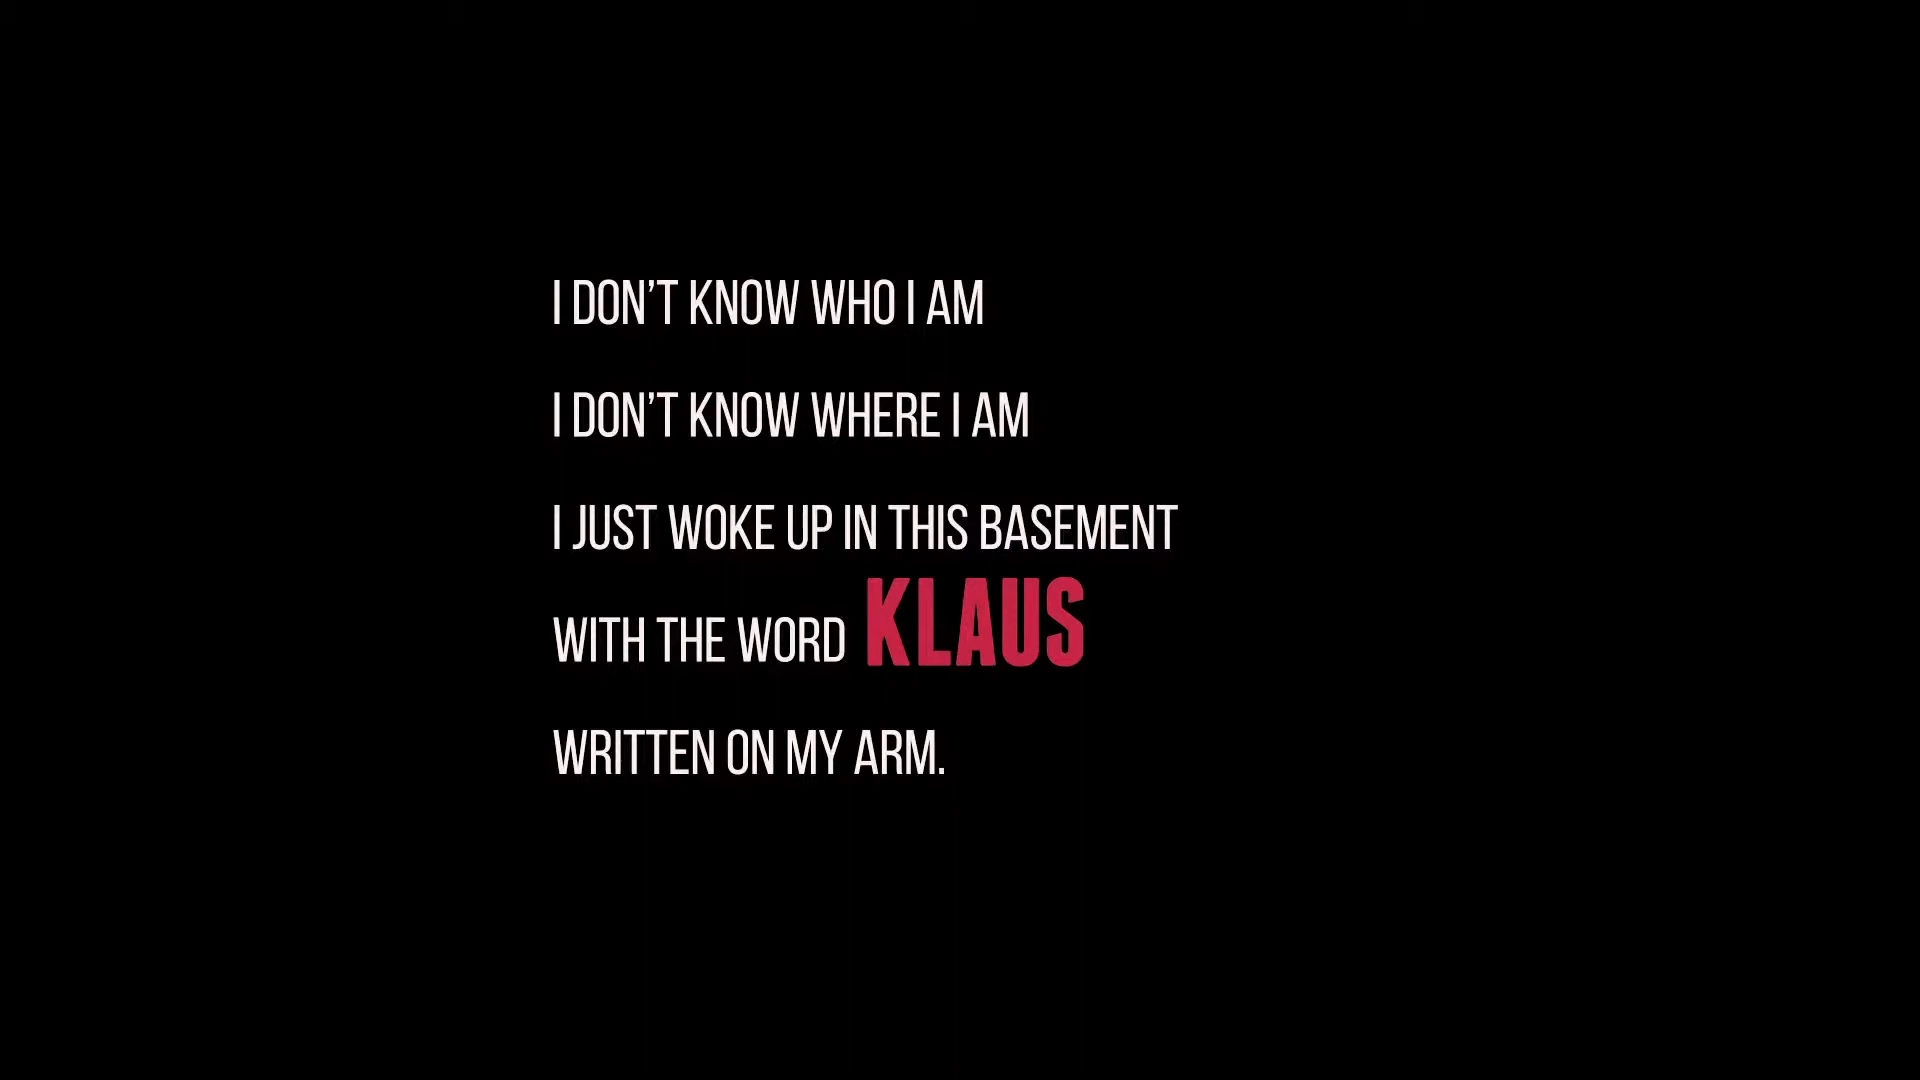 I DON’T KNOW WHO I AM
I DON’T KNOW WHERE I AM
I JUST WOKE UP IN THIS BASEMENT
WITH THE WORD KLAUS
WRITTEN ON MY ARM.